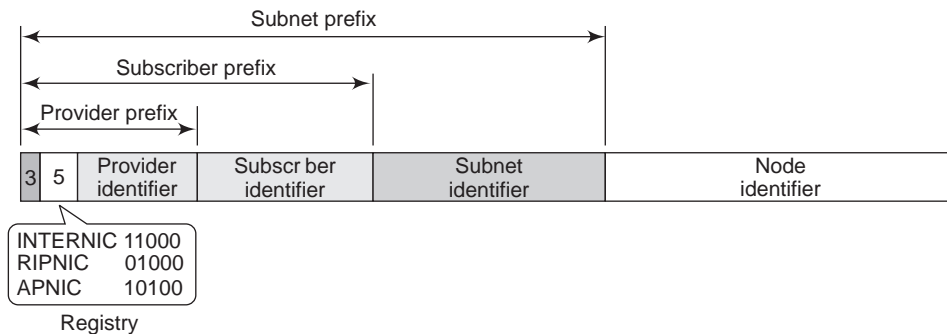 Subnet prefix
Subscriber prefix
Provider prefix
3
5
Provider
identifier
Subscr ber
identifier
Subnet
identifier
Node
identifier
INTERNIC 11000
RIPNIC 01000
APNIC 10100
Registry